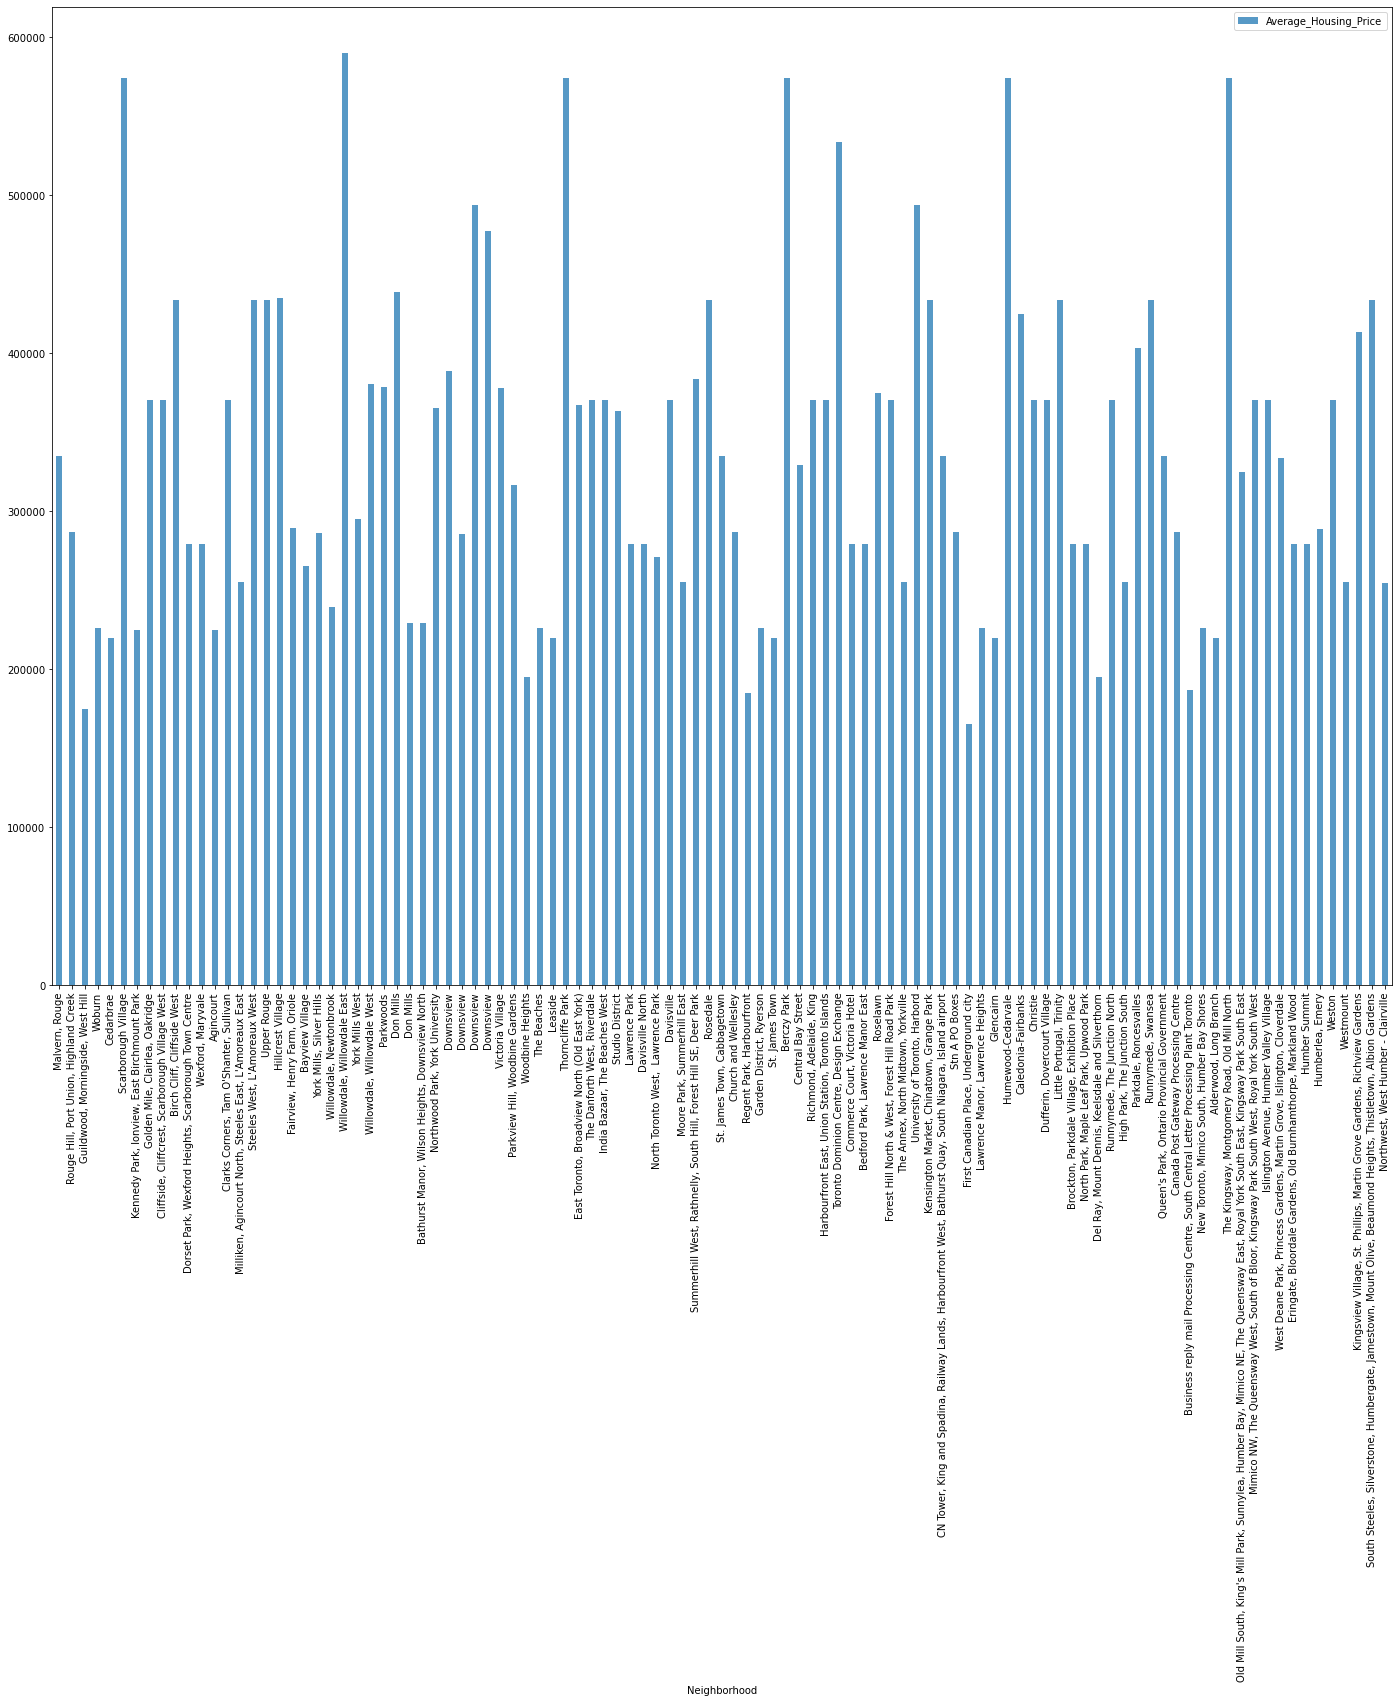 Average_Housing_Price
600000
500000
400000
300000
200000
100000
0
Malvern, Rouge
Rouge Hill, Port Union, Highland Creek
Guildwood, Morningside, West Hill
Woburn
Cedarbrae
Scarborough Village
Kennedy Park, Ionview, East Birchmount Park
Golden Mile, Clairlea, Oakridge
Cliffside, Cliffcrest, Scarborough Village West
Birch Cliff, Cliffside West
Dorset Park, Wexford Heights, Scarborough Town Centre
Wexford, Maryvale
Agincourt
Clarks Corners, Tam O'Shanter, Sullivan
Milliken, Agincourt North, Steeles East, L'Amoreaux East
Steeles West, L'Amoreaux West
Upper Rouge
Hillcrest Village
Fairview, Henry Farm, Oriole
Bayview Village
York Mills, Silver Hills
Willowdale, Newtonbrook
Willowdale, Willowdale East
York Mills West
Willowdale, Willowdale West
Parkwoods
Don Mills
Don Mills
Bathurst Manor, Wilson Heights, Downsview North
Northwood Park, York University
Downsview
Downsview
Downsview
Downsview
Victoria Village
Parkview Hill, Woodbine Gardens
Woodbine Heights
The Beaches
Leaside
Thorncliffe Park
East Toronto, Broadview North (Old East York)
The Danforth West, Riverdale
India Bazaar, The Beaches West
Studio District
Lawrence Park
Davisville North
North Toronto West,  Lawrence Park
Davisville
Moore Park, Summerhill East
Summerhill West, Rathnelly, South Hill, Forest Hill SE, Deer Park
Rosedale
St. James Town, Cabbagetown
Church and Wellesley
Regent Park, Harbourfront
Garden District, Ryerson
St. James Town
Berczy Park
Central Bay Street
Richmond, Adelaide, King
Harbourfront East, Union Station, Toronto Islands
Toronto Dominion Centre, Design Exchange
Commerce Court, Victoria Hotel
Bedford Park, Lawrence Manor East
Roselawn
Forest Hill North & West, Forest Hill Road Park
The Annex, North Midtown, Yorkville
University of Toronto, Harbord
Kensington Market, Chinatown, Grange Park
CN Tower, King and Spadina, Railway Lands, Harbourfront West, Bathurst Quay, South Niagara, Island airport
Stn A PO Boxes
First Canadian Place, Underground city
Lawrence Manor, Lawrence Heights
Glencairn
Humewood-Cedarvale
Caledonia-Fairbanks
Christie
Dufferin, Dovercourt Village
Little Portugal, Trinity
Brockton, Parkdale Village, Exhibition Place
North Park, Maple Leaf Park, Upwood Park
Del Ray, Mount Dennis, Keelsdale and Silverthorn
Runnymede, The Junction North
High Park, The Junction South
Parkdale, Roncesvalles
Runnymede, Swansea
Queen's Park, Ontario Provincial Government
Canada Post Gateway Processing Centre
Business reply mail Processing Centre, South Central Letter Processing Plant Toronto
New Toronto, Mimico South, Humber Bay Shores
Alderwood, Long Branch
The Kingsway, Montgomery Road, Old Mill North
Old Mill South, King's Mill Park, Sunnylea, Humber Bay, Mimico NE, The Queensway East, Royal York South East, Kingsway Park South East
Mimico NW, The Queensway West, South of Bloor, Kingsway Park South West, Royal York South West
Islington Avenue, Humber Valley Village
West Deane Park, Princess Gardens, Martin Grove, Islington, Cloverdale
Eringate, Bloordale Gardens, Old Burnhamthorpe, Markland Wood
Humber Summit
Humberlea, Emery
Weston
Westmount
Kingsview Village, St. Phillips, Martin Grove Gardens, Richview Gardens
South Steeles, Silverstone, Humbergate, Jamestown, Mount Olive, Beaumond Heights, Thistletown, Albion Gardens
Northwest, West Humber - Clairville
Neighborhood